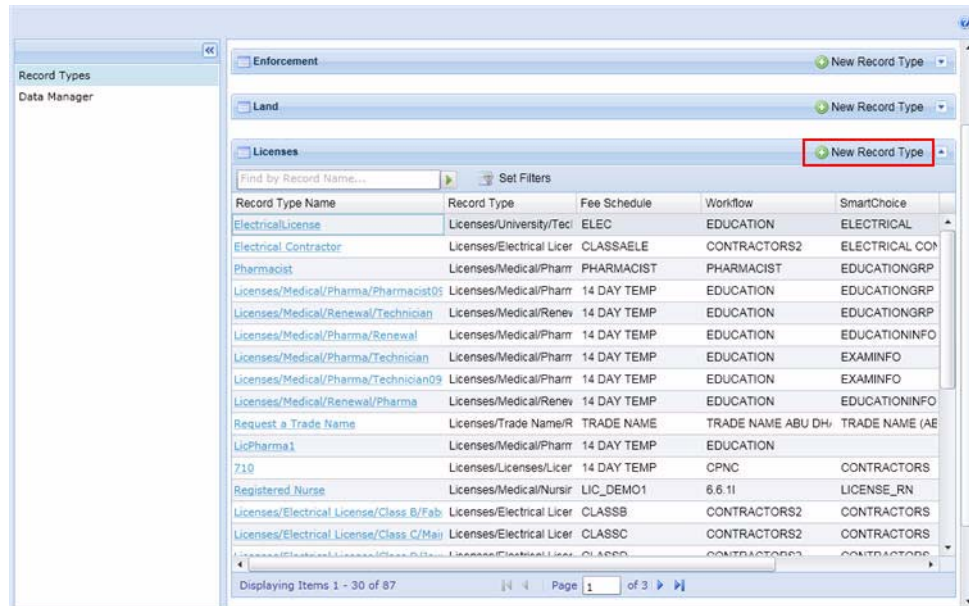 Record Types
Data Manager
Enforcement New Record Type
Land New Record Type
Licenses New Record Type
Find by Record Name... Set Filters
Record Type Name Record Type Fee Schedule Workflow SmartChoice
ElectricalLicense Licenses/University/Tecl ELEC EDUCATION ELECTRICAL
Electrical Contractor Licenses/Electrical Licer CLASSAELE CONTRACTORS2 ELECTRICAL CON
Pharmacist Licenses/Medical/Pharm PHARMACIST PHARMACIST EDUCATIONGRP
Licenses/Medical/Pharma/Pharmacist09 Licenses/Medical/Pharm 14 DAY TEMP EDUCATION EDUCATIONGRP
Licenses/Medical/Renewal/Technician Licenses/Medical/Renev 14 DAY TEMP EDUCATION EDUCATIONGRP
Licenses/Medical/Pharma/Renewal Licenses/Medical/Pharm 14 DAY TEMP EDUCATION EDUCATIONINFO
Licenses/Medical/Pharma/Technician Licenses/Medical/Pharm 14 DAY TEMP EDUCATION EXAMINFO
Licenses/Medical/Pharma/Technician09 Licenses/Medical/Pharm 14 DAY TEMP EDUCATION EXAMINFO
Licenses/Medical/Renewal/Pharma Licenses/Medical/Renev 14 DAY TEMP EDUCATION EDUCATIONINFO
Request a Trade Name Licenses/Trade Name/R TRADE NAME TRADE NAME ABU DH TRADE NAME (AE
LicPharma1 Licenses/Medical/Pharm 14 DAY TEMP EDUCATION
710 Licenses/Licenses/Licer 14 DAY TEMP CPNC CONTRACTORS
Registered Nurse Licenses/Medical/Nursir LIC_DEMO1 6.6.1I LICENSE_RN
Licenses/Electrical License/Class B/Fab Licenses/Electrical Licer CLASSB CONTRACTORS2 CONTRACTORS
Licenses/Electrical License/Class C/Mai Licenses/Electrical Licer CLASSC CONTRACTORS2 CONTRACTORS
Displaying Items 1 - 30 of 87 Page 1 of 3